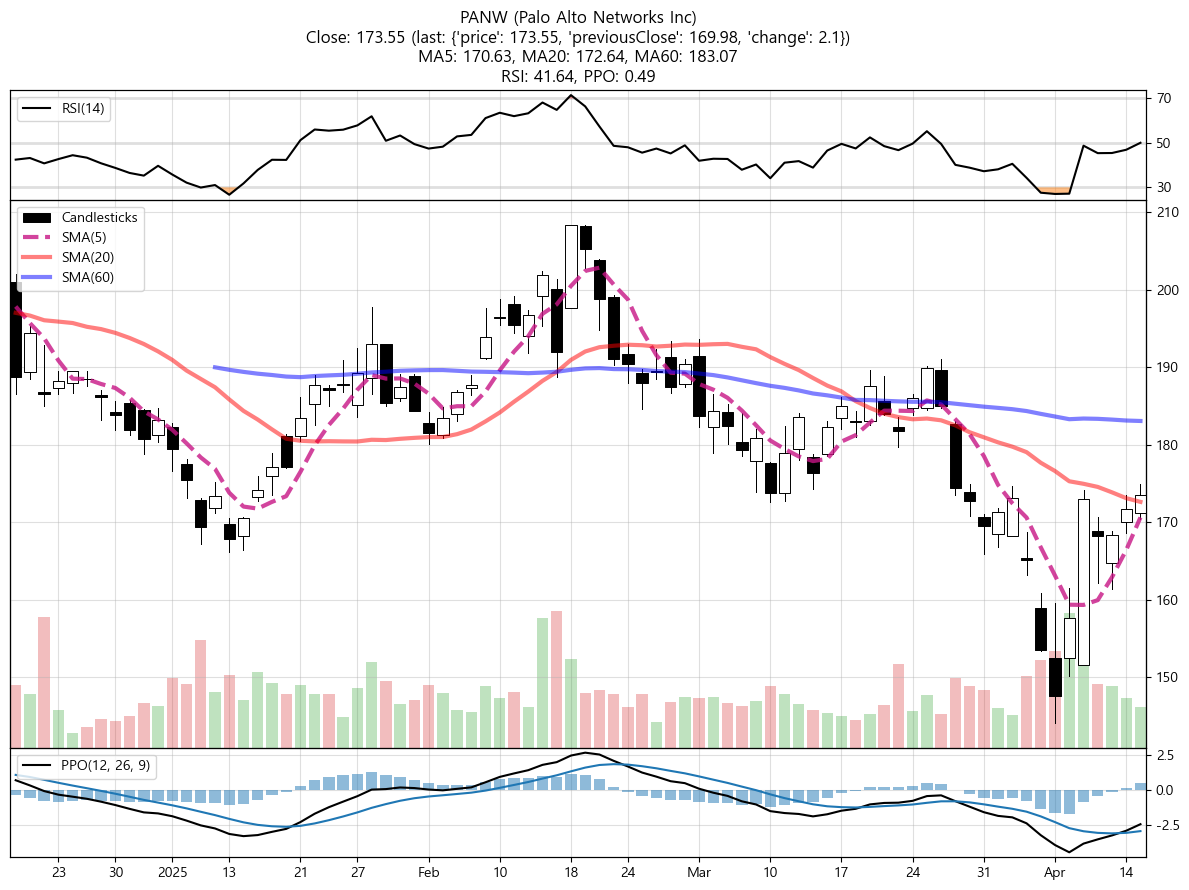 PANW (Palo Alto Networks Inc)
Close: 173.55 (last: {'price': 173.55, 'previousClose': 169.98, 'change': 2.1})
MA5: 170.63, MA20: 172.64, MA60: 183.07
RSI: 41.64, PPO: 0.49
RSI(14)
70
50
30
Candlesticks
SMA(5)
SMA(20)
SMA(60)
210
200
190
180
170
160
150
PPO(12, 26, 9)
2.5
0.0
−2.5
23 30 2025 13 21 27 Feb 10 18 24 Mar 10 17 24 31 Apr 14